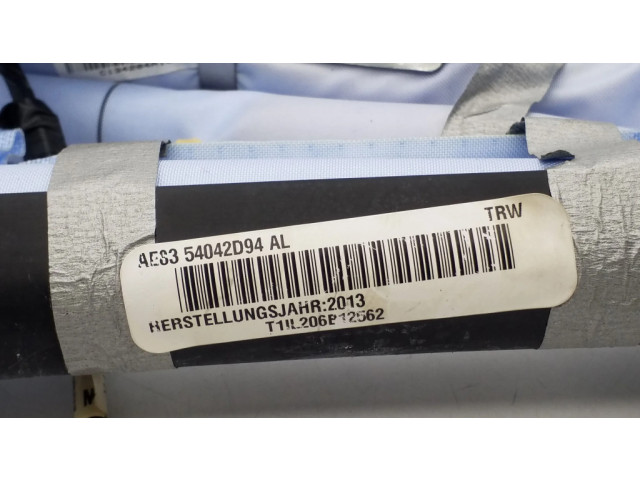 TRW
AE83 54042D94 AL
HERSTELLUNGSJAHR:2013
T1IL206B12562